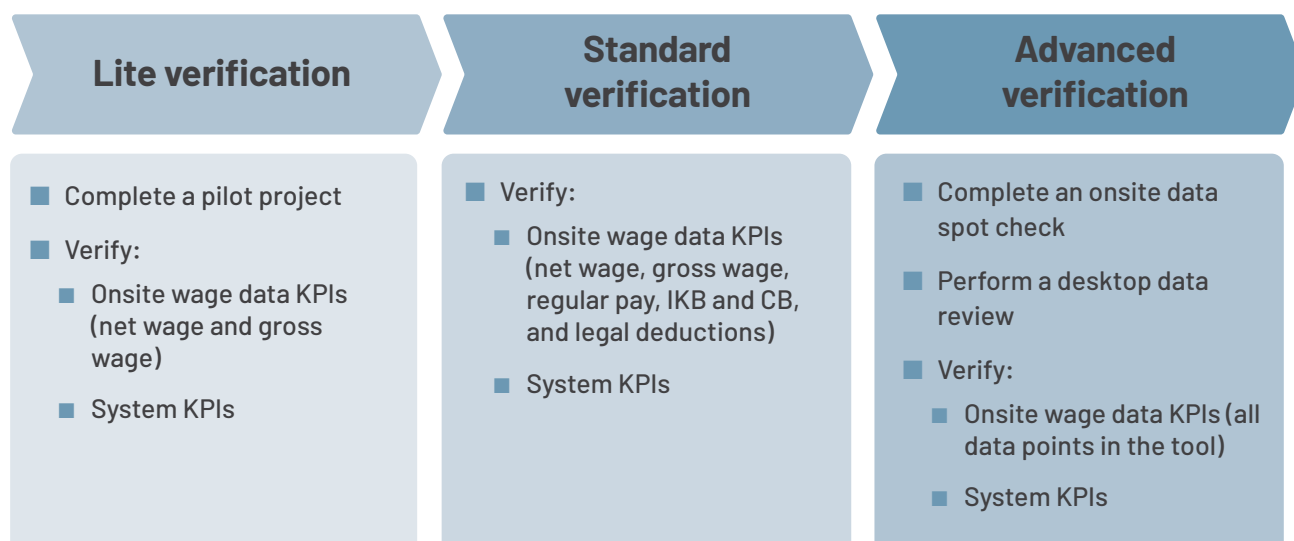 Lite verification
Complete a pilot project
Verify:
Onsite wage data KPIs
(net wage and gross
wage)
System KPIs
Standard
verification
Verify:
Onsite wage data KPIs
(net wage, gross wage,
regular pay, IKB and CB,
and legal deductions)
System KPIs
Advanced
verification
Complete an onsite data
spot check
Perform a desktop data
review
Verify:
Onsite wage data KPIs (all
data points in the tool)
System KPIs